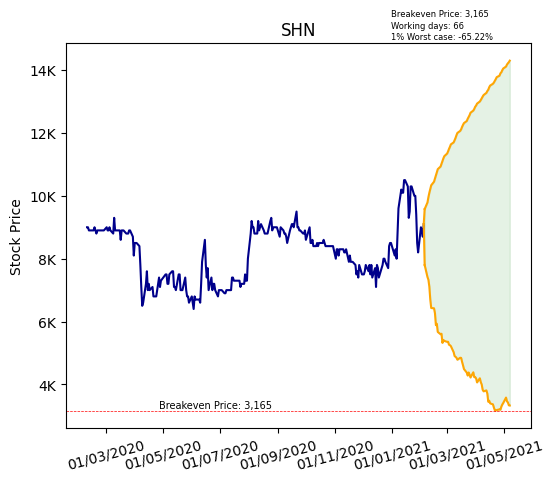 Breakeven Price: 3,165
Working days: 66
1% Worst case: -65.22%
SHN
Stock Price
14K
12K
10K
8K
6K
4K
Breakeven Price: 3,165
01/03/2020
01/05/2020
01/07/2020
01/09/2020
01/11/2020
01/01/2021
01/03/2021
01/05/2021